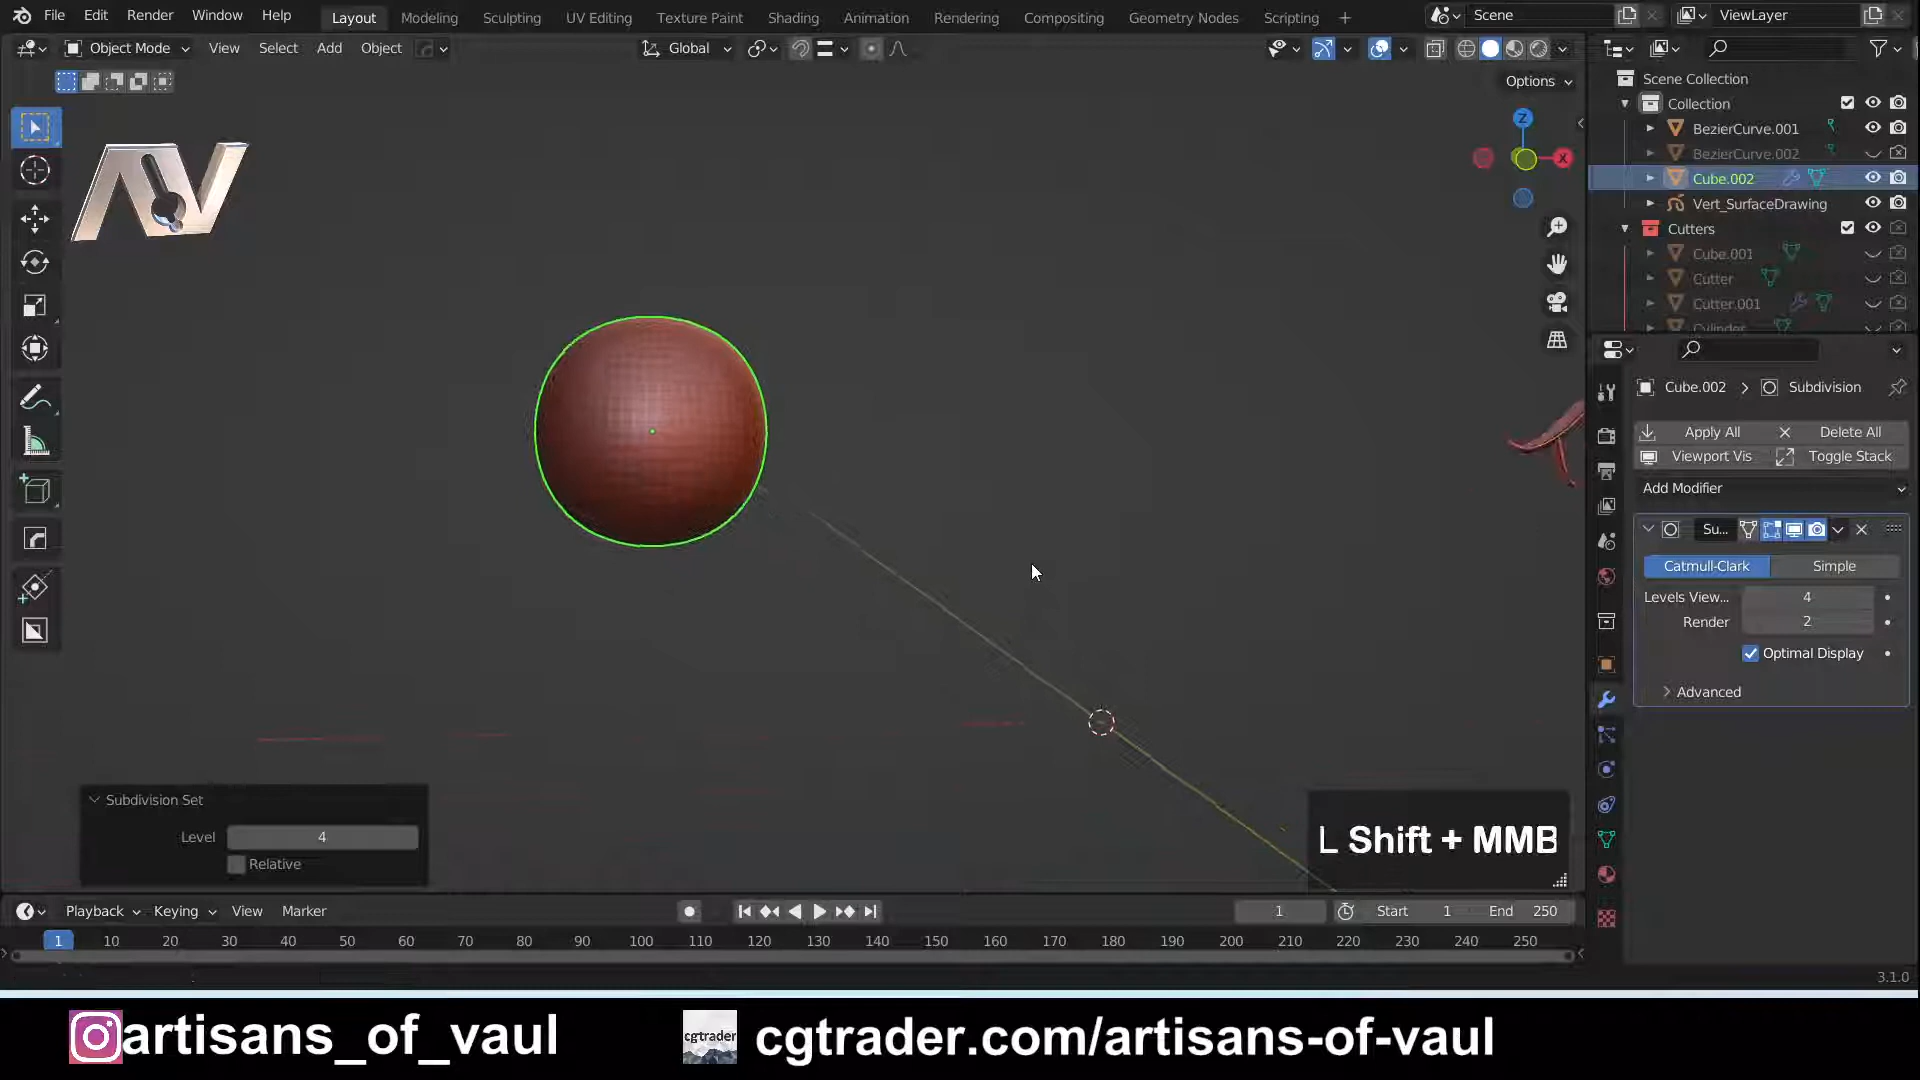 File Edit Render Window Help Layout Modeling Sculpting UV Editing Texture Paint Shading Animation Rendering Compositing Geometry Nodes Scripting + Scene ViewLayer
Object Mode View Select Add Object Global
Options
Scene Collection
Collection
BezierCurve.001
BezierCurve.002
Cube.002
Vert_SurfaceDrawing
Cutters
Cube.001
Cutter
Cutter.001
Cylinder
AV
Z
X
Cube.002 > Subdivision
Apply All Delete All
Viewport Vis Toggle Stack
Add Modifier
Su...
Catmull-Clark Simple
Levels View... 4
Render 2
Optimal Display
Advanced
Subdivision Set
Level 4
Relative
L Shift + MMB
Playback Keying View Marker 1 Start 1 End 250
1 10 20 30 40 50 60 70 80 90 100 110 120 130 140 150 160 170 180 190 200 210 220 230 240 250
3.1.0
artisans_of_vaul cgtrader cgtrader.com/artisans-of-vaul